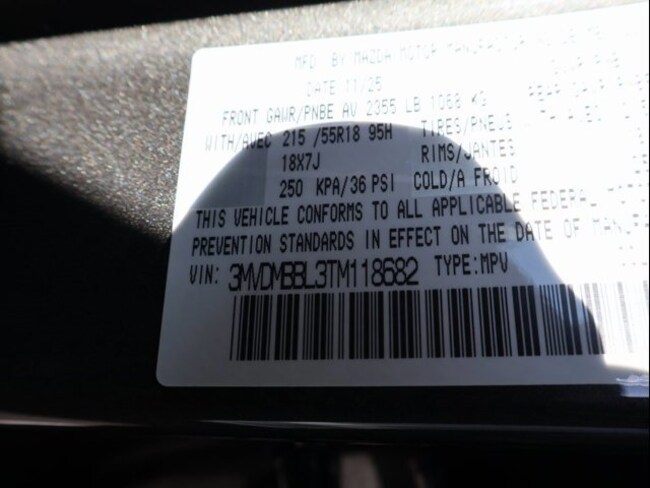 MFD BY MAZDA MOTOR
DATE 11/25
FRONT GAWR/PNBE AV 2355 LB 1068 KG
WITH/AVEC 215 /55R18 95H TIRES/PNEUS
18X7J RIMS/JANTES
250 KPA/36 PSI COLD/A FROID
THIS VEHICLE CONFORMS TO ALL APPLICABLE FEDERAL
PREVENTION STANDARDS IN EFFECT ON THE DATE OF
VIN: 3MVDMBBL3TM118682 TYPE:MPV